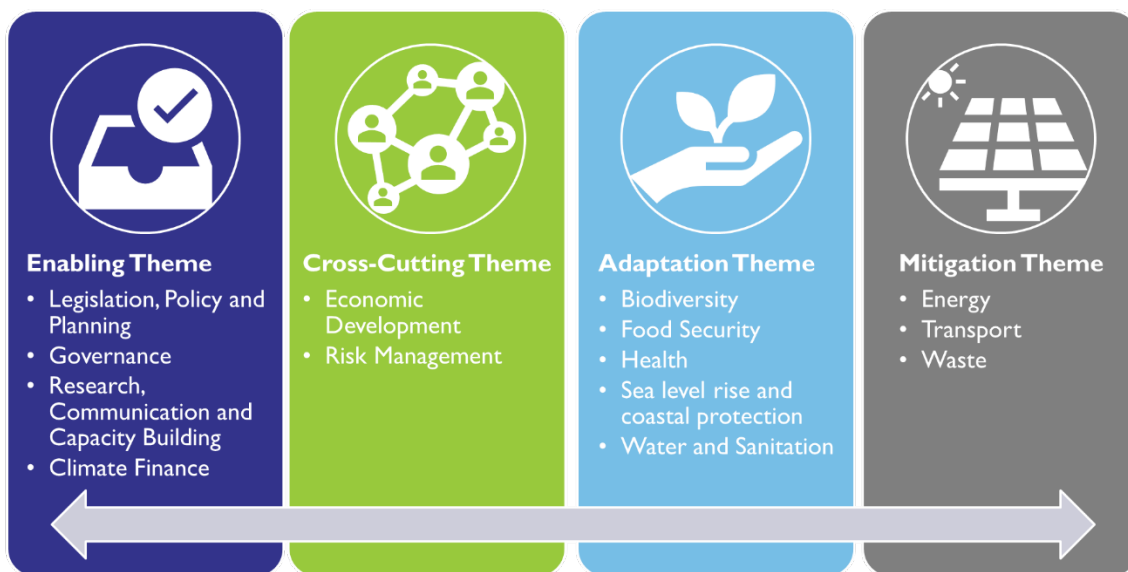 Enabling Theme
• Legislation, Policy and
Planning
• Governance
• Research,
Communication and
Capacity Building
• Climate Finance
Cross-Cutting Theme
• Economic
Development
• Risk Management
Adaptation Theme
• Biodiversity
• Food Security
• Health
• Sea level rise and
coastal protection
• Water and Sanitation
Mitigation Theme
• Energy
• Transport
• Waste